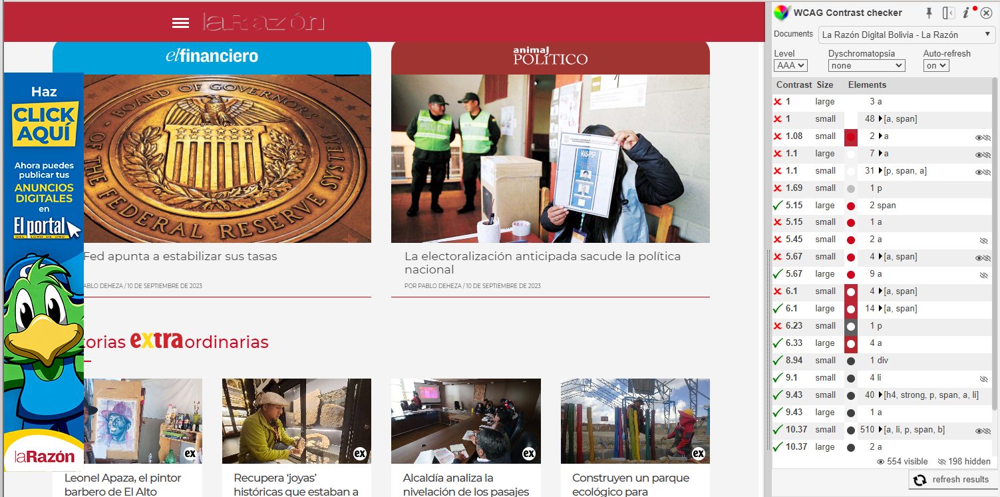 laRazón
elfinanciero
animal
POLÍTICO
BOARD OF GOVERNORS
OF THE FEDERAL RESERVE SYSTEM
MAS-IPSP
Haz
CLICK
AQUÍ
Ahora puedes
publicar tus
ANUNCIOS
DIGITALES
en
El portal
DEL LORO DE ORO
laRazón
Fed apunta a estabilizar sus tasas
ABLO DEHEZA / 10 DE SEPTIEMBRE DE 2023
La electoralización anticipada sacude la política
nacional
POR PABLO DEHEZA / 10 DE SEPTIEMBRE DE 2023
torias extraordinarias
ex
ex
ex
ex
Leonel Apaza, el pintor
barbero de El Alto
Recupera ‘joyas’
históricas que estaban a
Alcaldía analiza la
nivelación de los pasajes
Construyen un parque
ecológico para
WCAG Contrast checker
Documents La Razón Digital Bolivia - La Razón
Level Dyschromatopsia Auto-refresh
AAA none on
Contrast Size Elements
1 large 3 a
1 small 48 [a, span]
1.08 small 2 a
1.1 large 7 a
1.1 small 31 [p, span, a]
1.69 small 1 p
5.15 large 2 span
5.15 small 1 a
5.45 small 2 a
5.67 small 4 [a, span]
5.67 large 9 a
6.1 small 4 [a, span]
6.1 large 14 [a, span]
6.23 small 1 p
6.33 large 4 a
8.94 small 1 div
9.1 small 4 li
9.43 small 40 [h4, strong, p, span, a, li]
9.43 large 1 a
10.37 small 510 [a, li, p, span, b]
10.37 large 2 a
554 visible 198 hidden
refresh results